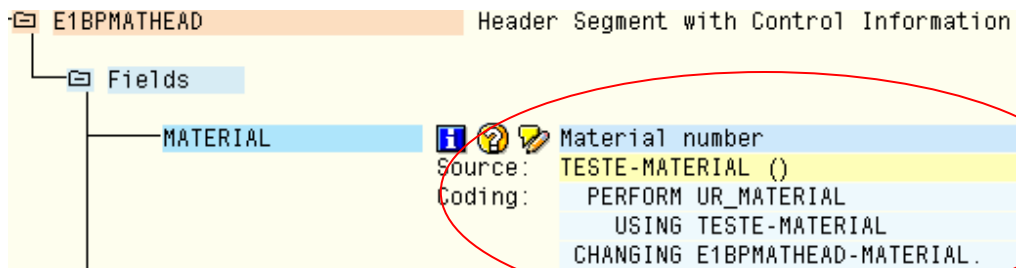 E1BPMATHEAD Header Segment with Control Information
Fields
MATERIAL Material number
Source: TESTE-MATERIAL ()
Coding: PERFORM UR_MATERIAL
USING TESTE-MATERIAL
CHANGING E1BPMATHEAD-MATERIAL.